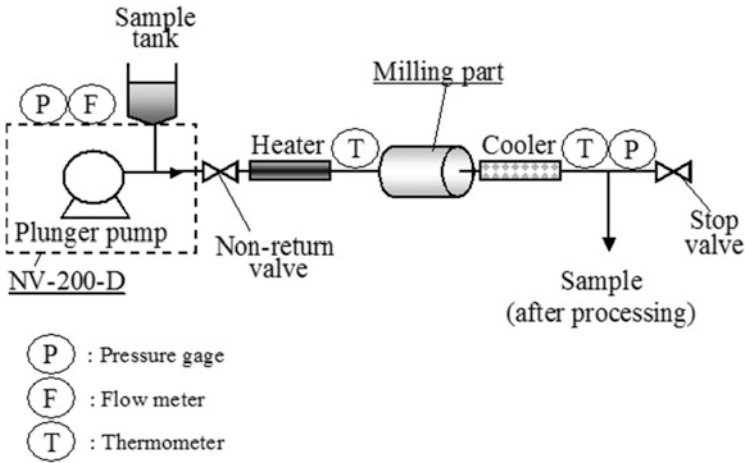 Sample
tank
Milling part
P
F
Heater
T
Cooler
T
P
Plunger pump
Non-return
valve
Stop
valve
NV-200-D
Sample
(after processing)
P : Pressure gage
F : Flow meter
T : Thermometer